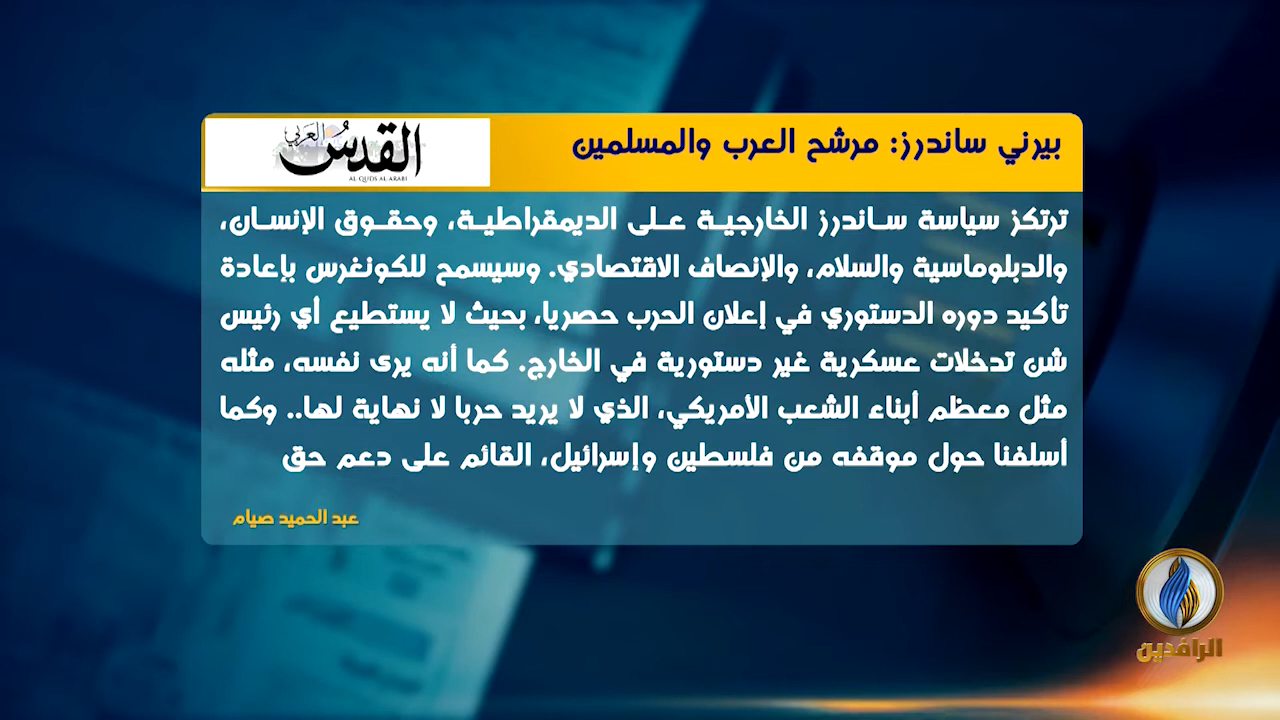 بيرني ساندرز: مرشح العرب والمسلمين
القدس العربي
AL QUDS AL ARABI
ترتكز سياسة ساندرز الخارجية على الديمقراطية، وحقوق الإنسان،
والدبلوماسية والسلام، والإنصاف الاقتصادي. وسيسمح للكونغرس بإعادة
تأكيد دوره الدستوري في إعلان الحرب حصريا، بحيث لا يستطيع أي رئيس
شن تدخلات عسكرية غير دستورية في الخارج. كما أنه يرى نفسه، مثله
مثل معظم أبناء الشعب الأمريكي، الذي لا يريد حربا لا نهاية لها.. وكما
أسلفنا حول موقفه من فلسطين وإسرائيل، القائم على دعم حق
عبد الحميد صيام
الرافدين